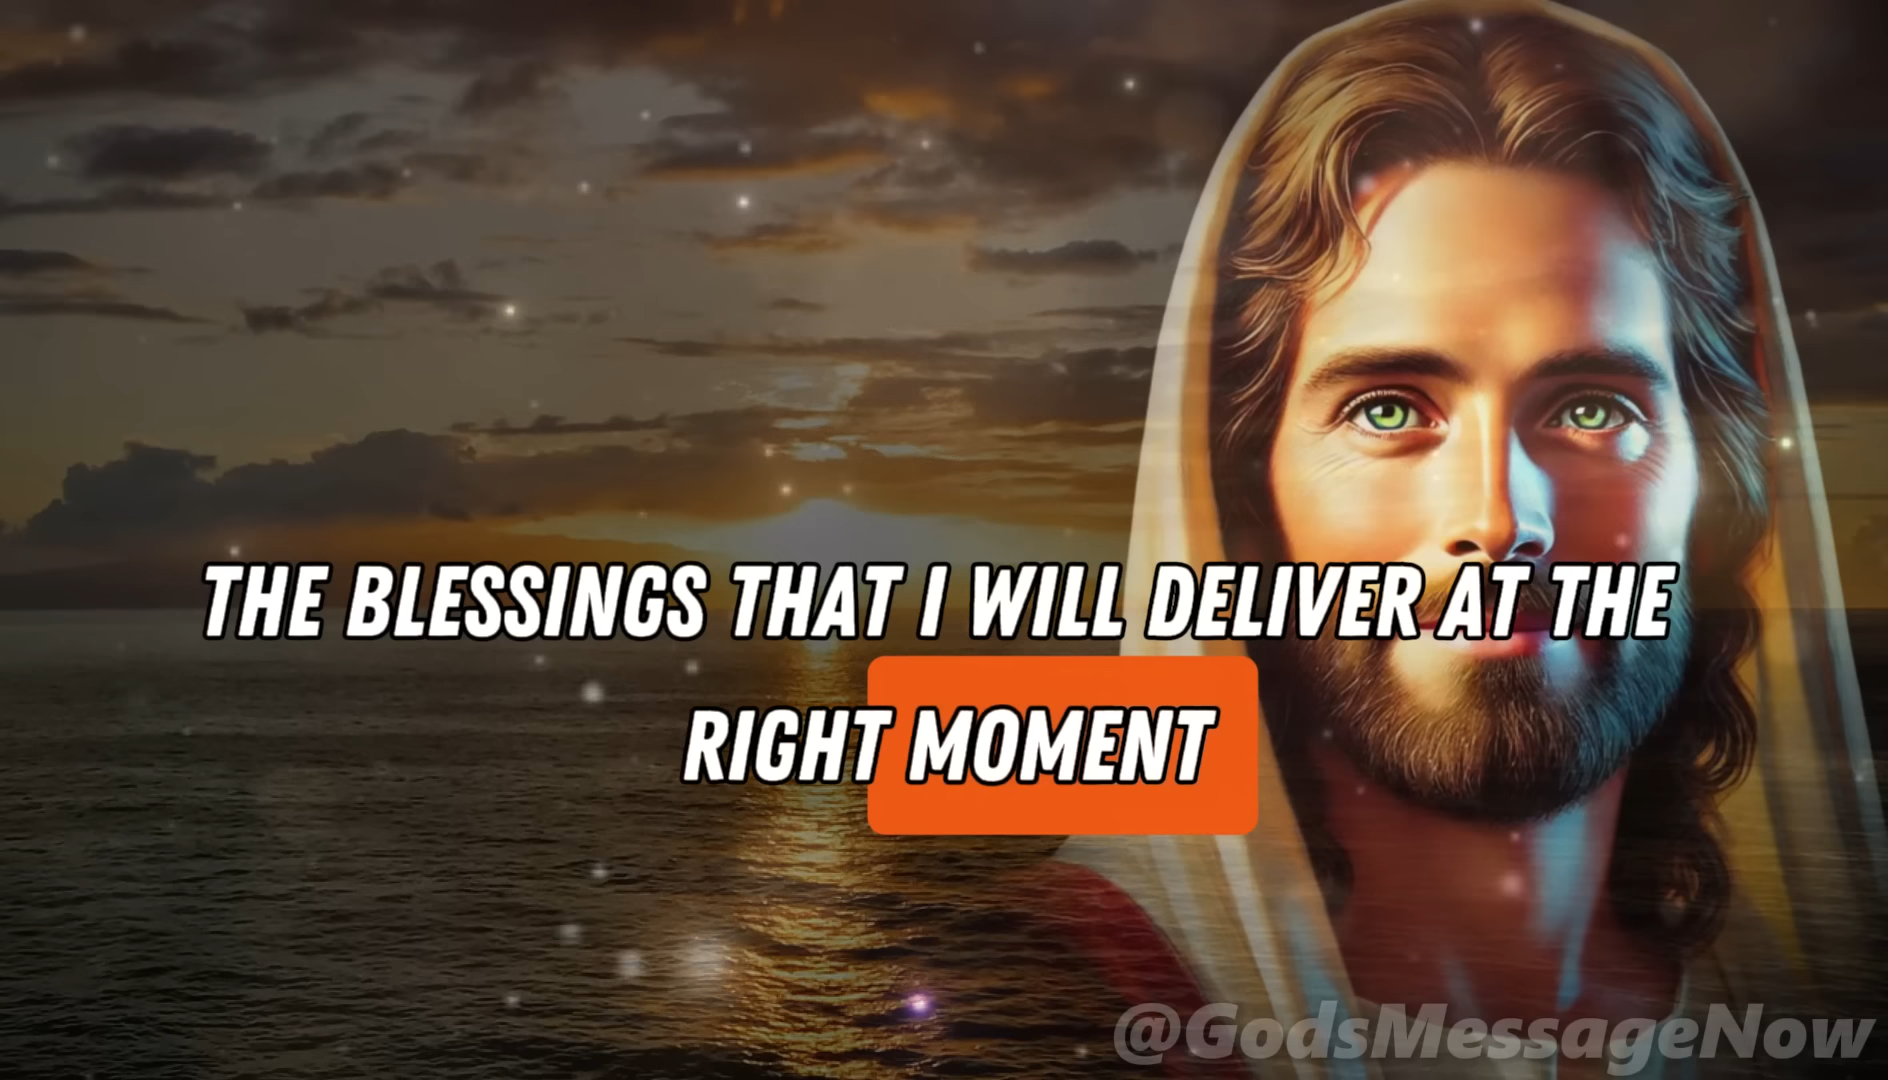 THE BLESSINGS THAT I WILL DELIVER AT THE
RIGHT MOMENT
@GodsMessageNow